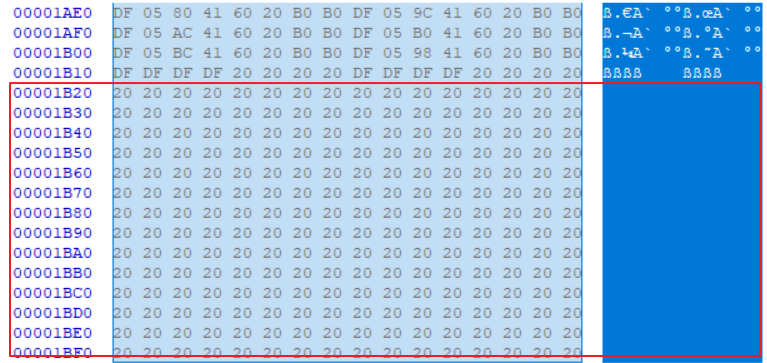 00001AE0 DF 05 80 41 60 20 B0 B0 DF 05 9C 41 60 20 B0 B0 ß.€A` °°ß.œA` °°
00001AF0 DF 05 AC 41 60 20 B0 B0 DF 05 B0 41 60 20 B0 B0 ß.¬A` °°ß.°A` °°
00001B00 DF 05 BC 41 60 20 B0 B0 DF 05 98 41 60 20 B0 B0 ß.¼A` °°ß.˜A` °°
00001B10 DF DF DF DF 20 20 20 20 DF DF DF DF 20 20 20 20 ßßßß    ßßßß
00001B20 20 20 20 20 20 20 20 20 20 20 20 20 20 20 20 20
00001B30 20 20 20 20 20 20 20 20 20 20 20 20 20 20 20 20
00001B40 20 20 20 20 20 20 20 20 20 20 20 20 20 20 20 20
00001B50 20 20 20 20 20 20 20 20 20 20 20 20 20 20 20 20
00001B60 20 20 20 20 20 20 20 20 20 20 20 20 20 20 20 20
00001B70 20 20 20 20 20 20 20 20 20 20 20 20 20 20 20 20
00001B80 20 20 20 20 20 20 20 20 20 20 20 20 20 20 20 20
00001B90 20 20 20 20 20 20 20 20 20 20 20 20 20 20 20 20
00001BA0 20 20 20 20 20 20 20 20 20 20 20 20 20 20 20 20
00001BB0 20 20 20 20 20 20 20 20 20 20 20 20 20 20 20 20
00001BC0 20 20 20 20 20 20 20 20 20 20 20 20 20 20 20 20
00001BD0 20 20 20 20 20 20 20 20 20 20 20 20 20 20 20 20
00001BE0 20 20 20 20 20 20 20 20 20 20 20 20 20 20 20 20
00001BF0 20 20 20 20 20 20 20 20 20 20 20 20 20 20 20 20